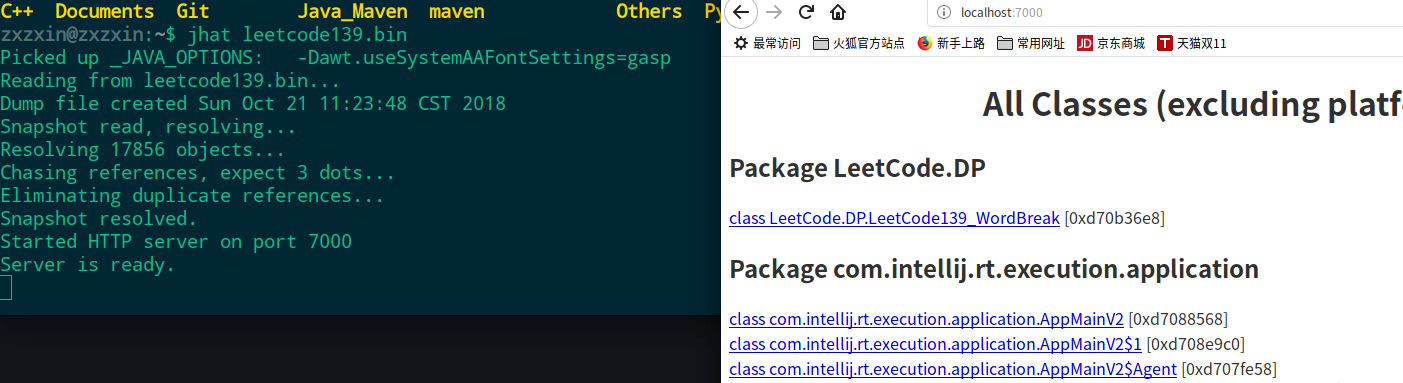 C++  Documents  Git        Java_Maven  maven            Others  Py
zxzxin@zxzxin:~$ jhat leetcode139.bin
Picked up _JAVA_OPTIONS:   -Dawt.useSystemAAFontSettings=gasp
Reading from leetcode139.bin...
Dump file created Sun Oct 21 11:23:48 CST 2018
Snapshot read, resolving...
Resolving 17856 objects...
Chasing references, expect 3 dots...
Eliminating duplicate references...
Snapshot resolved.
Started HTTP server on port 7000
Server is ready.
localhost:7000
最常访问 火狐官方站点 新手上路 常用网址 JD 京东商城 T 天猫双11
All Classes (excluding platf
Package LeetCode.DP
class LeetCode.DP.LeetCode139_WordBreak [0xd70b36e8]
Package com.intellij.rt.execution.application
class com.intellij.rt.execution.application.AppMainV2 [0xd7088568]
class com.intellij.rt.execution.application.AppMainV2$1 [0xd708e9c0]
class com.intellij.rt.execution.application.AppMainV2$Agent [0xd707fe58]